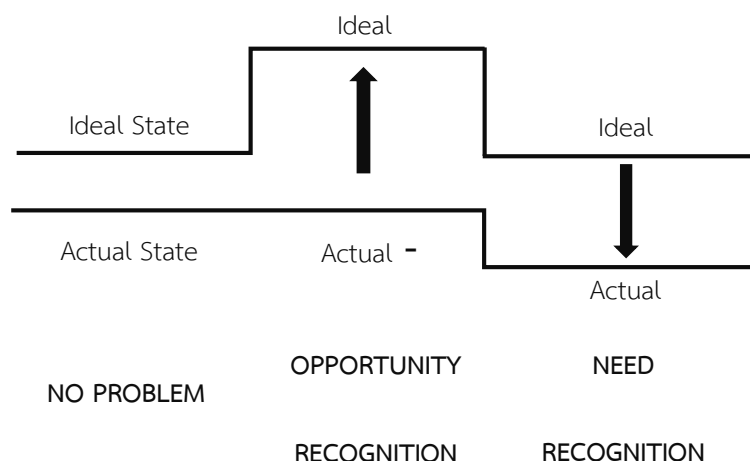 Ideal
Ideal State
Ideal
Actual State
Actual -
Actual
OPPORTUNITY
NEED
NO PROBLEM
RECOGNITION
RECOGNITION